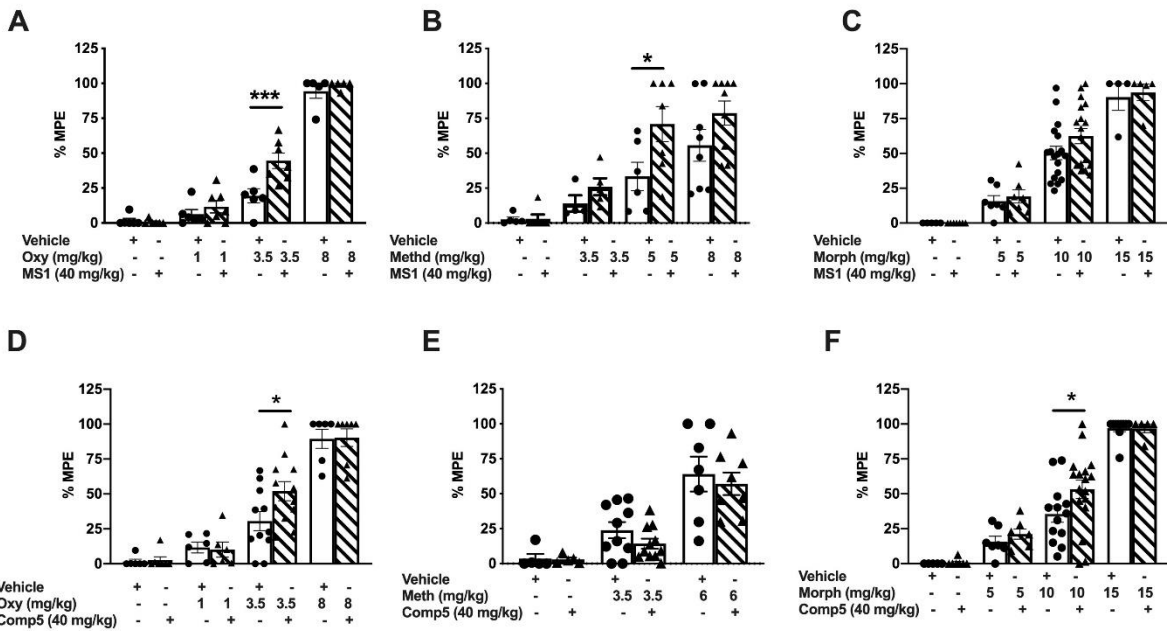 A
B
C
125
100
75
50
25
0
% MPE
***
Vehicle + - + - + - + -
Oxy (mg/kg) - - 1 1 3.5 3.5 8 8
MS1 (40 mg/kg) - + - + - + - +
125
100
75
50
25
0
% MPE
*
Vehicle + - + - + - + -
Methd (mg/kg) - - 3.5 3.5 5 5 8 8
MS1 (40 mg/kg) - + - + - + - +
125
100
75
50
25
0
% MPE
Vehicle + - + - + - + -
Morph (mg/kg) - - 5 5 10 10 15 15
MS1 (40 mg/kg) - + - + - + - +
D
E
F
125
100
75
50
25
0
% MPE
*
Vehicle + - + - + - + -
Oxy (mg/kg) - - 1 1 3.5 3.5 8 8
Comp5 (40 mg/kg) - + - + - + - +
125
100
75
50
25
0
% MPE
Vehicle + - + - + -
Meth (mg/kg) - - 3.5 3.5 6 6
Comp5 (40 mg/kg) - + - + - +
125
100
75
50
25
0
% MPE
*
Vehicle + - + - + - + -
Morph (mg/kg) - - 5 5 10 10 15 15
Comp5 (40 mg/kg) - + - + - + - +